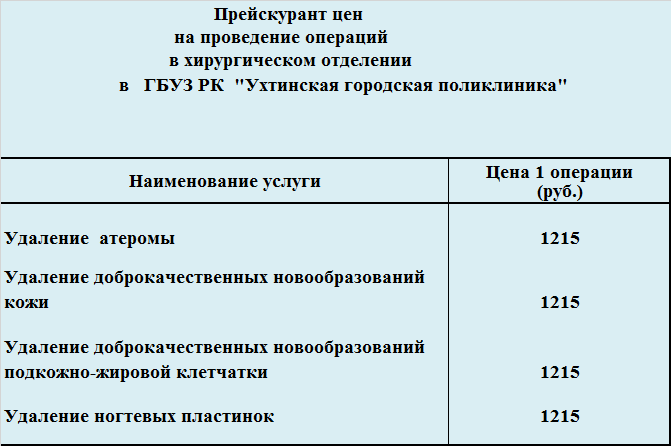 Прейскурант цен
на проведение операций
в хирургическом отделении
в ГБУЗ РК "Ухтинская городская поликлиника"
Наименование услуги
Цена 1 операции
(руб.)
Удаление атеромы 1215
Удаление доброкачественных новообразований
кожи 1215
Удаление доброкачественных новообразований
подкожно-жировой клетчатки 1215
Удаление ногтевых пластинок 1215